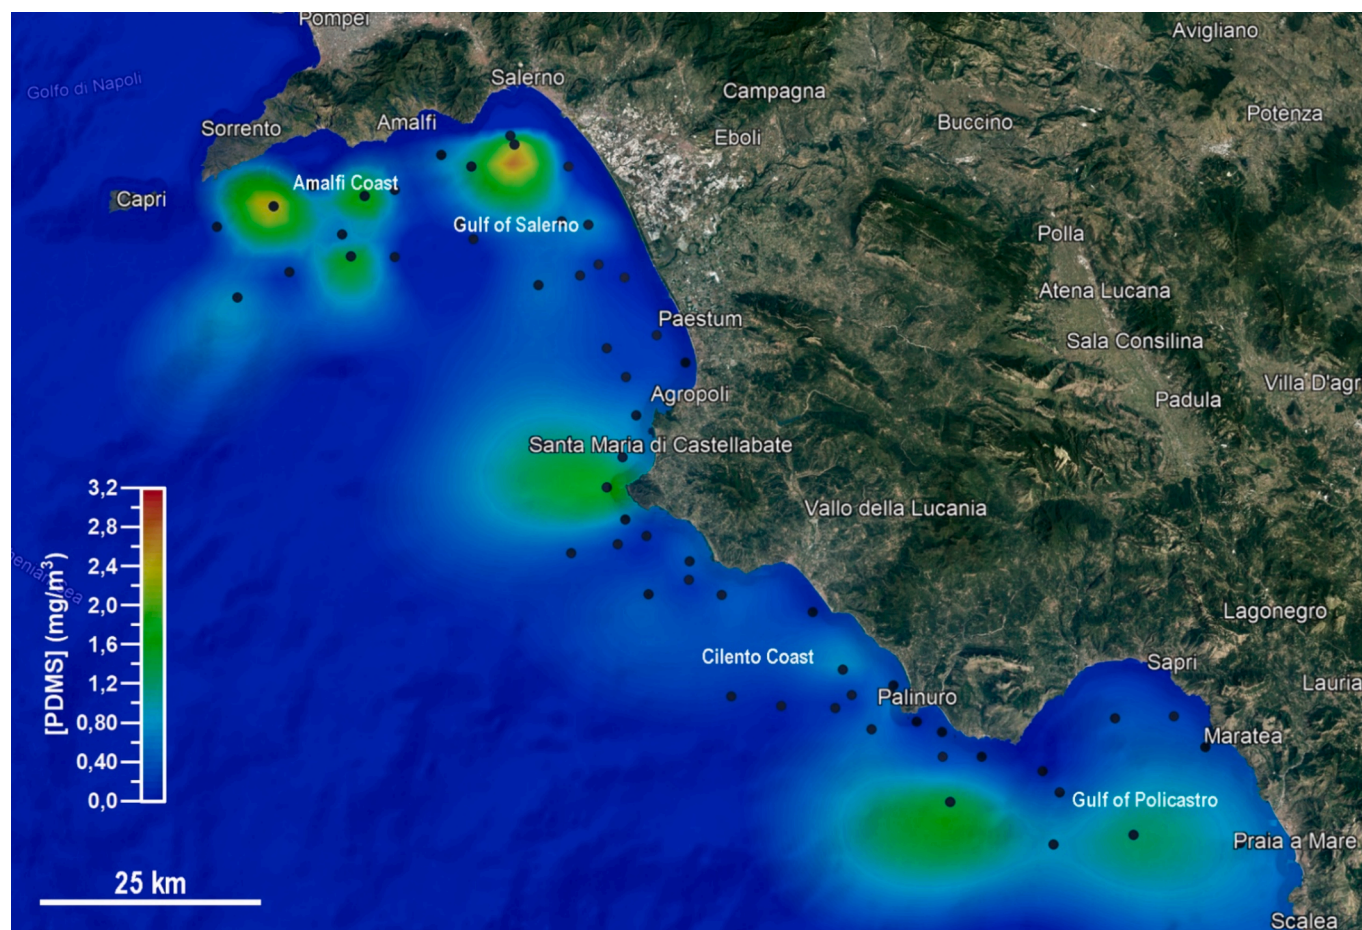 Pompei
Avigliano
Golfo di Napoli
Salerno
Campagna
Potenza
Sorrento
Amalfi
Buccino
Eboli
Amalfi Coast
Capri
Gulf of Salerno
Polla
Atena Lucana
Paestum
Sala Consilina
Villa D'agr
Agropoli
Padula
Santa Maria di Castellabate
Vallo della Lucania
[PDMS] (mg/m³)
3,2
2,8
2,4
2,0
1,6
1,2
0,80
0,40
0,0
Lagonegro
Cilento Coast
Sapri
Lauria
Palinuro
Maratea
Gulf of Policastro
Praia a Mare
25 km
Scalea